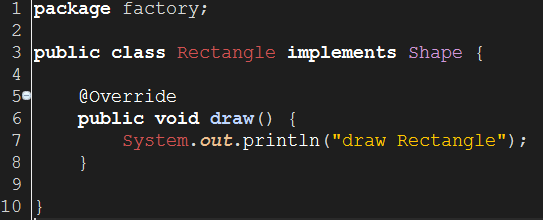 1 package factory;
2
3 public class Rectangle implements Shape {
4
5     @Override
6     public void draw() {
7         System.out.println("draw Rectangle");
8     }
9
10 }